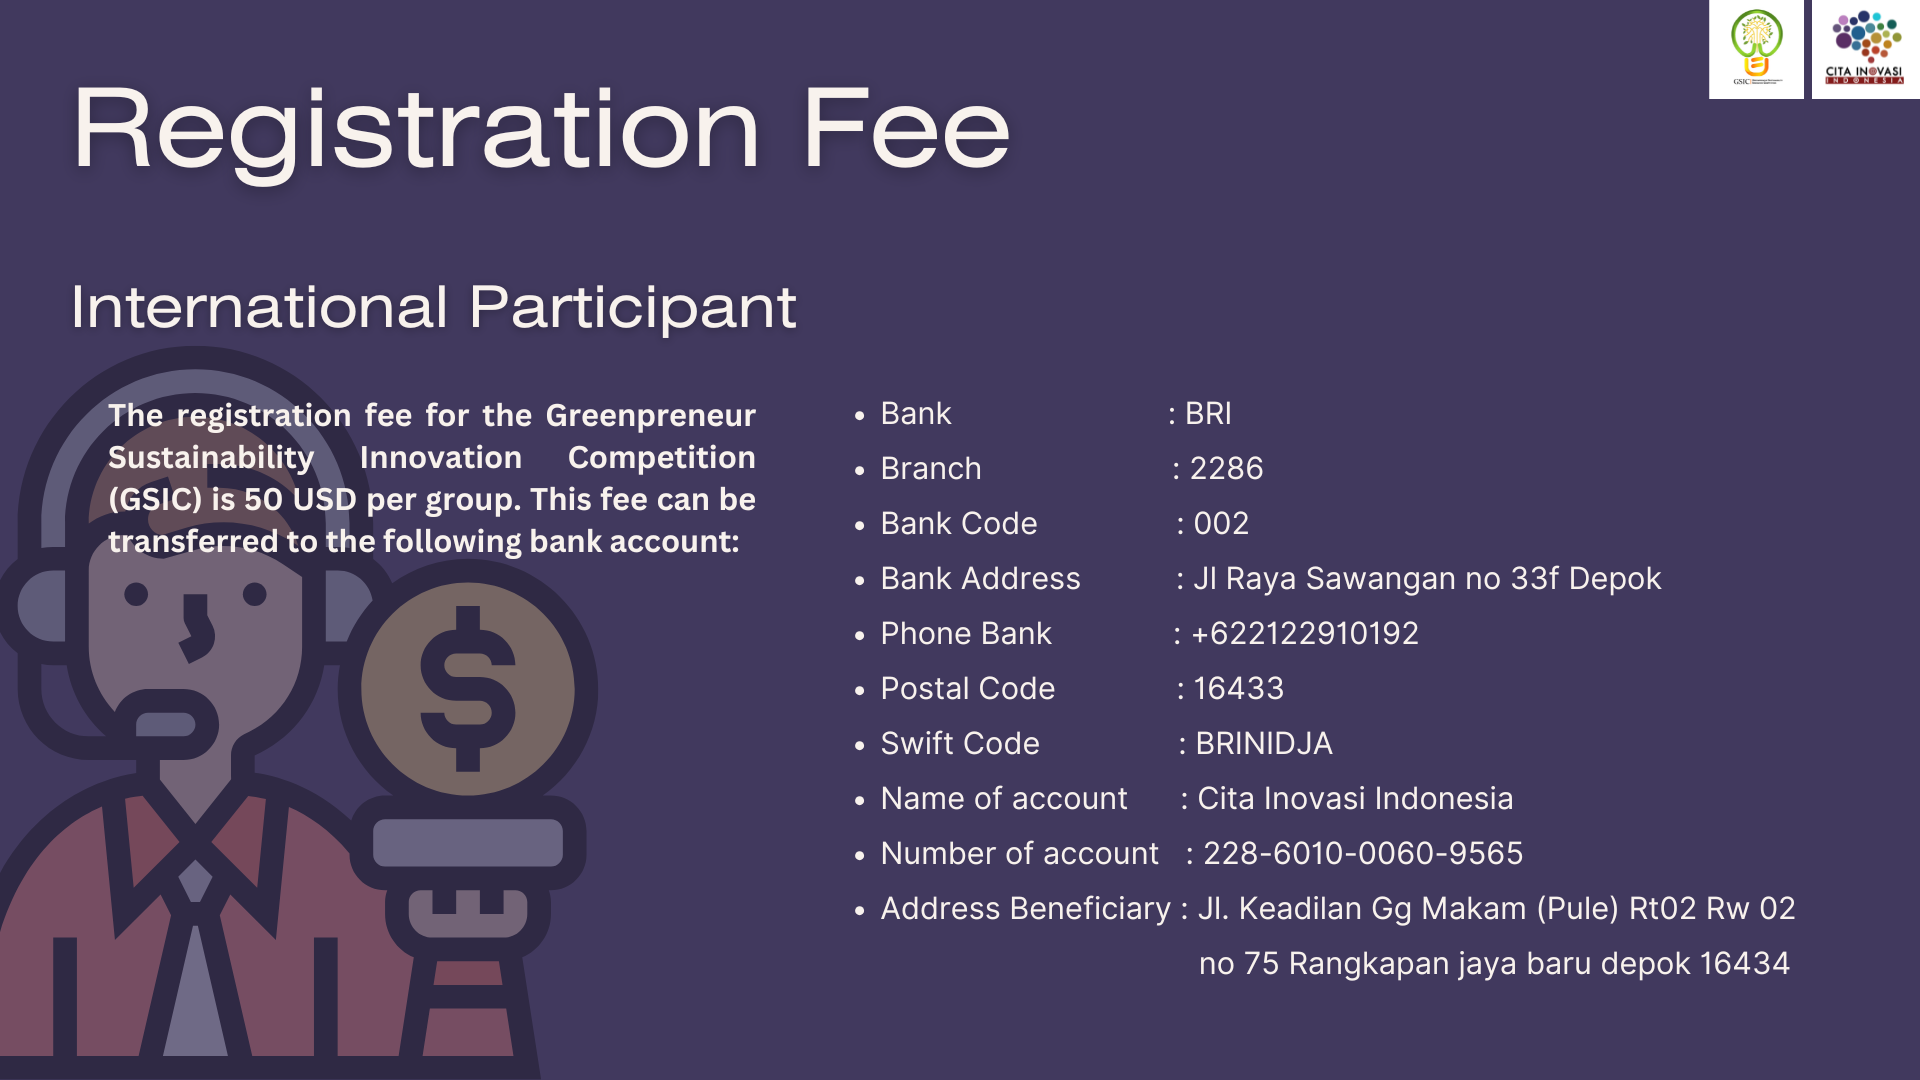 GSIC
CITA INOVASI
INDONESIA
Registration Fee
International Participant
The registration fee for the Greenpreneur
Sustainability Innovation Competition
(GSIC) is 50 USD per group. This fee can be
transferred to the following bank account:
• Bank : BRI
• Branch : 2286
• Bank Code : 002
• Bank Address : Jl Raya Sawangan no 33f Depok
• Phone Bank : +622122910192
• Postal Code : 16433
• Swift Code : BRINIDJA
• Name of account : Cita Inovasi Indonesia
• Number of account : 228-6010-0060-9565
• Address Beneficiary : Jl. Keadilan Gg Makam (Pule) Rt02 Rw 02
no 75 Rangkapan jaya baru depok 16434